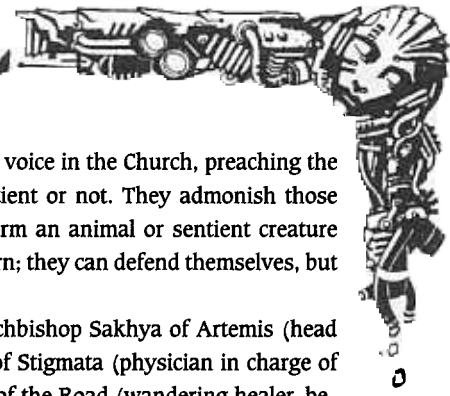 voice in the Church, preaching the
tient or not. They admonish those
rm an animal or sentient creature
rn; they can defend themselves, but
chbishop Sakhya of Artemis (head
of Stigmata (physician in charge of
of the Road (wandering healer, be-